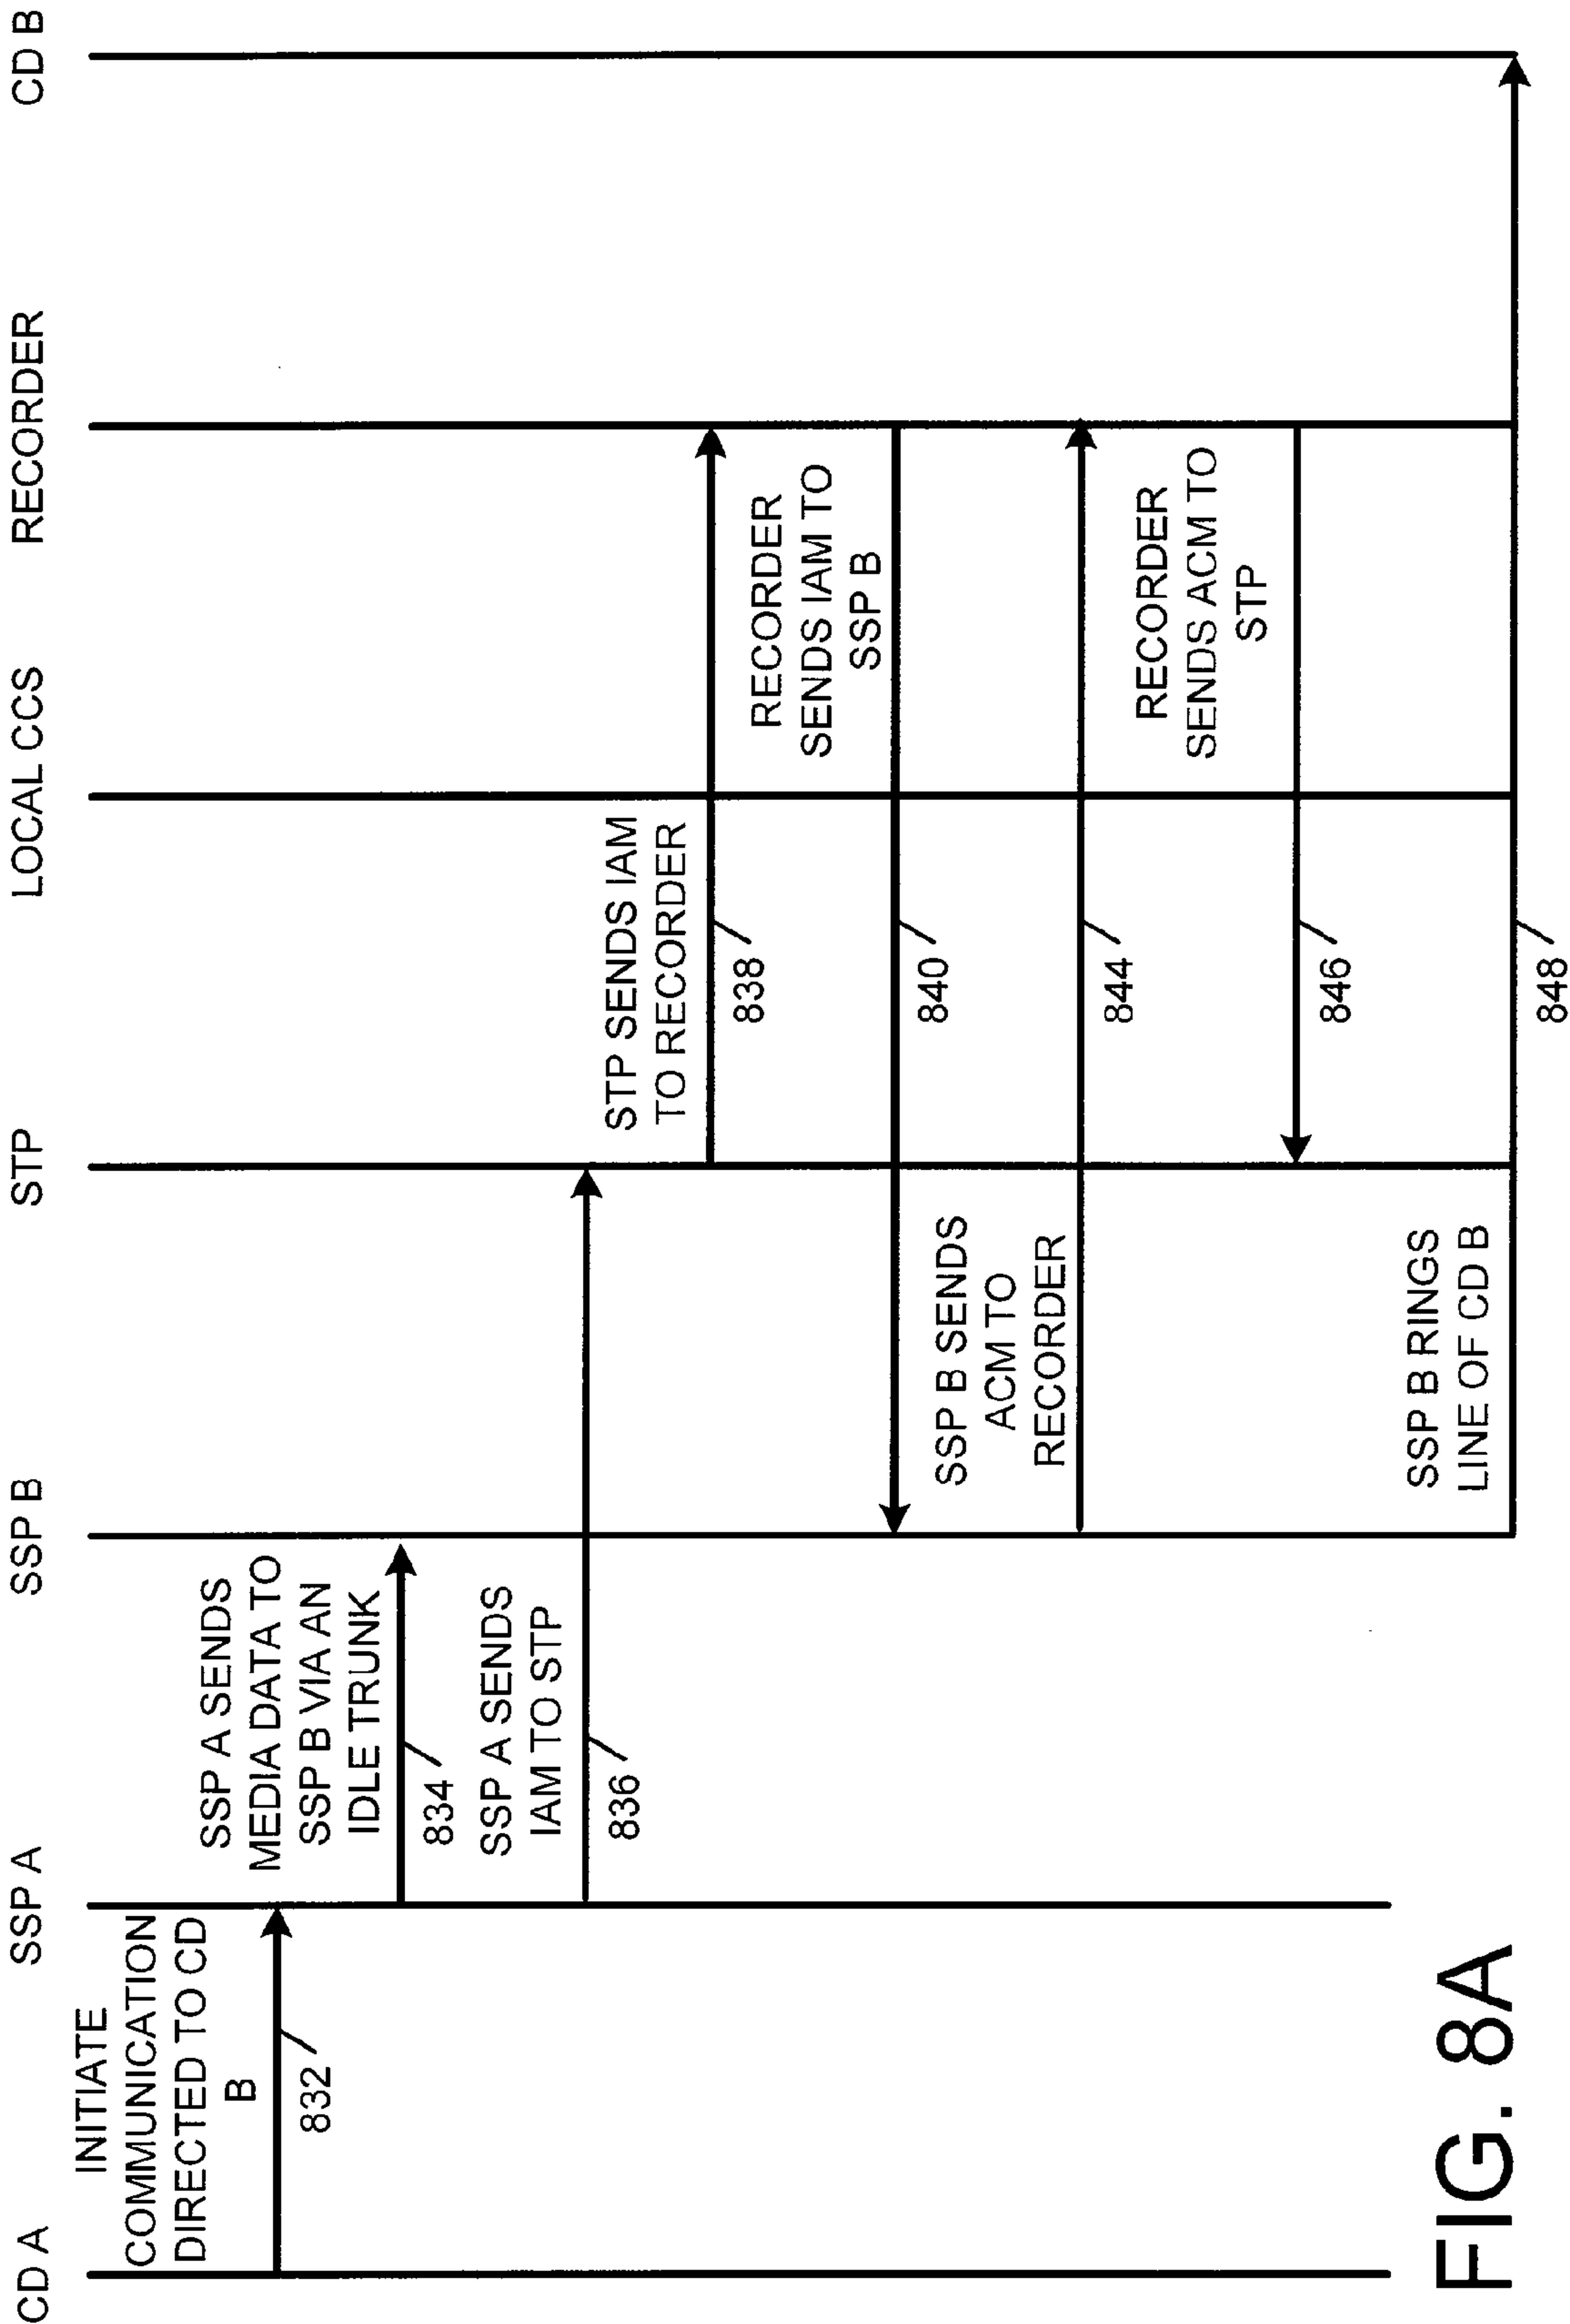 CD A
SSP A
SSP B
STP
LOCAL CCS
RECORDER
CD B
INITIATE
COMMUNICATION
DIRECTED TO CD
B
832
SSP A SENDS
MEDIA DATA TO
SSP B VIA AN
IDLE TRUNK
834
SSP A SENDS
IAM TO STP
836
STP SENDS IAM
TO RECORDER
838
RECORDER
SENDS IAM TO
SSP B
840
SSP B SENDS
ACM TO
RECORDER
844
RECORDER
SENDS ACM TO
STP
846
SSP B RINGS
LINE OF CD B
848
FIG. 8A